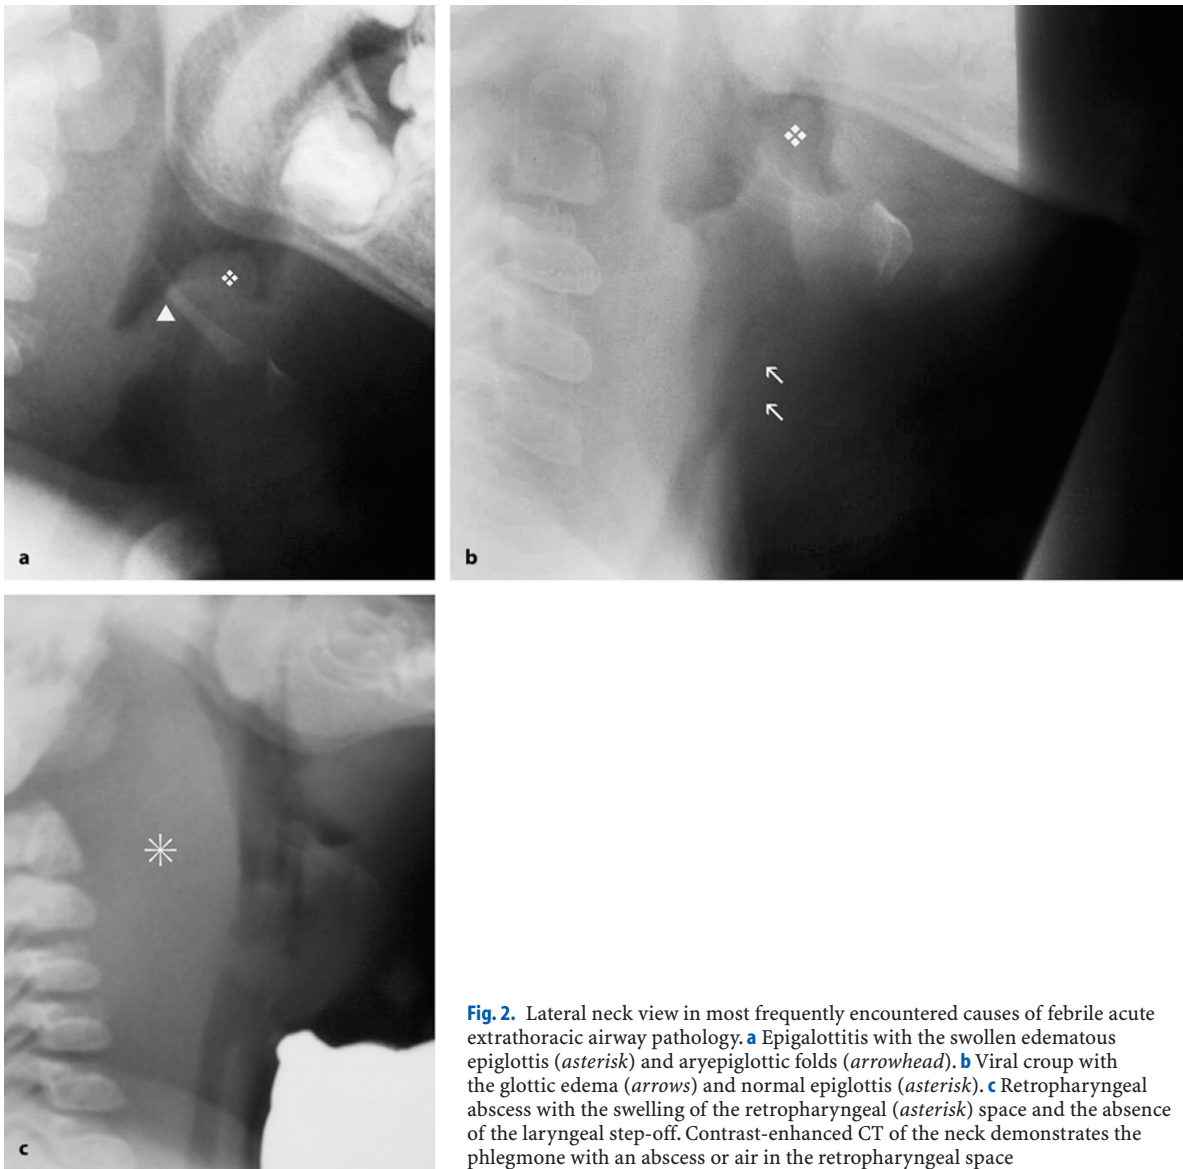 a
b
c
Fig. 2. Lateral neck view in most frequently encountered causes of febrile acute
extrathoracic airway pathology. a Epigalottitis with the swollen edematous
epiglottis (asterisk) and aryepiglottic folds (arrowhead). b Viral croup with
the glottic edema (arrows) and normal epiglottis (asterisk). c Retropharyngeal
abscess with the swelling of the retropharyngeal (asterisk) space and the absence
of the laryngeal step-off. Contrast-enhanced CT of the neck demonstrates the
phlegmone with an abscess or air in the retropharyngeal space